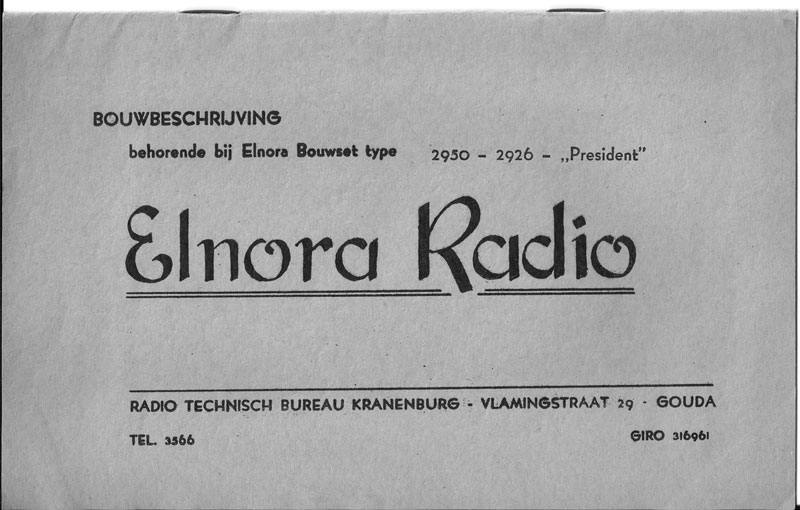 BOUWBESCHRIJVING
behorende bij Elnora Bouwset type 2950 - 2926 - „President”
Elnora Radio
RADIO TECHNISCH BUREAU KRANENBURG - VLAMINGSTRAAT 29 - GOUDA
TEL. 3566 GIRO 316961